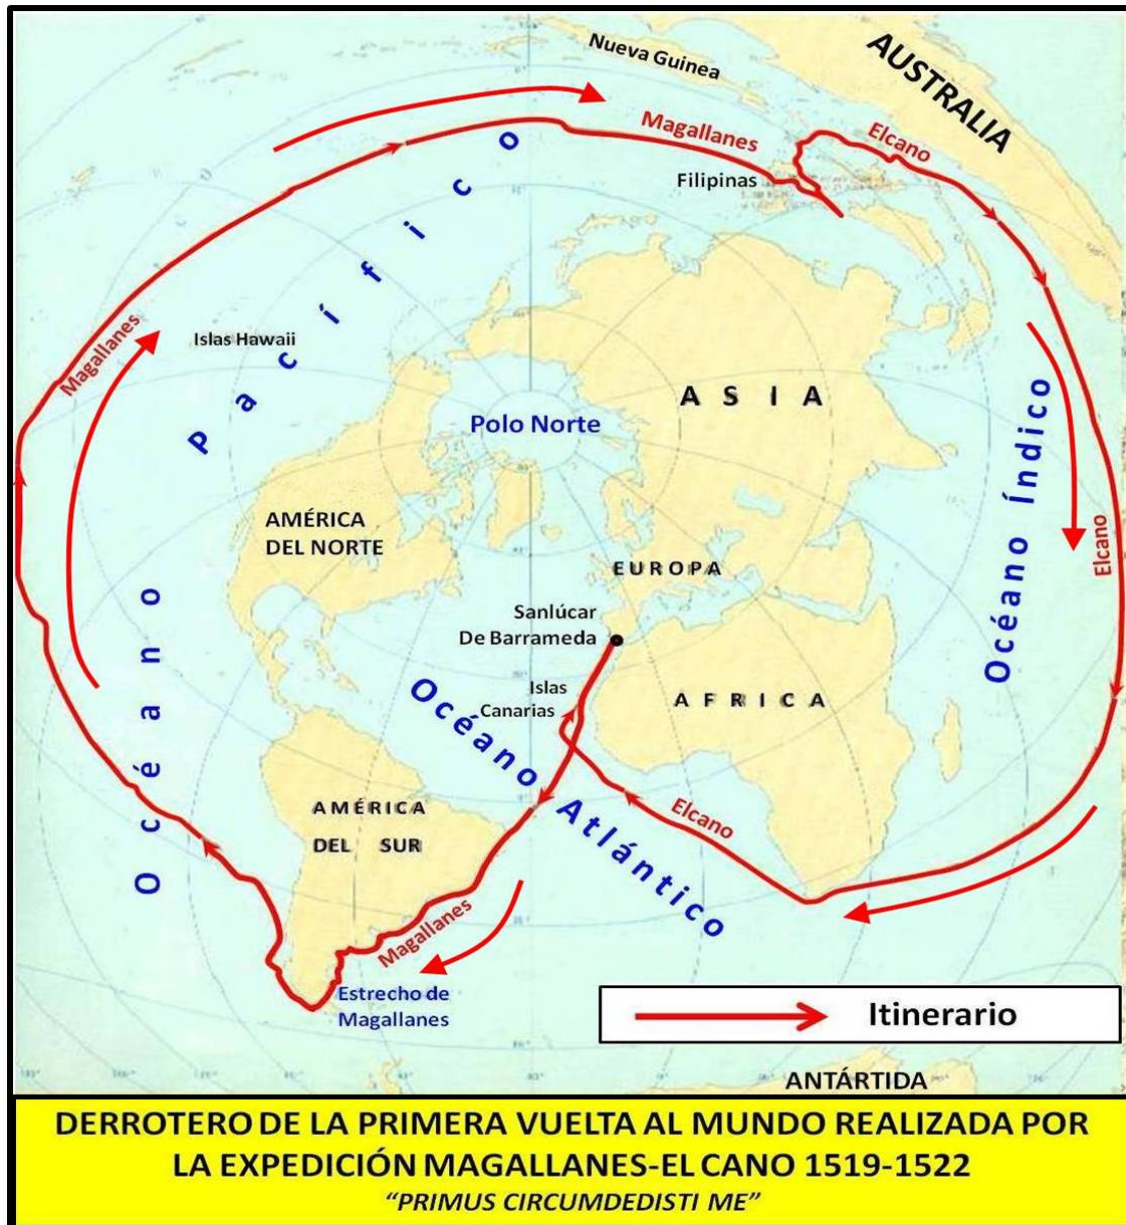 Nueva Guinea
AUSTRALIA
Magallanes
Elcano
Filipinas
Océano Pacífico
Magallanes
Islas Hawaii
ASIA
Polo Norte
Océano Índico
AMÉRICA
DEL NORTE
EUROPA
Elcano
Sanlúcar
De Barrameda
Islas
Canarias
AFRICA
Océano Atlántico
AMÉRICA
DEL SUR
Elcano
Magallanes
Estrecho de
Magallanes
Itinerario
ANTÁRTIDA
DERROTERO DE LA PRIMERA VUELTA AL MUNDO REALIZADA POR
LA EXPEDICIÓN MAGALLANES-EL CANO 1519-1522
“PRIMUS CIRCUMDEDISTI ME”